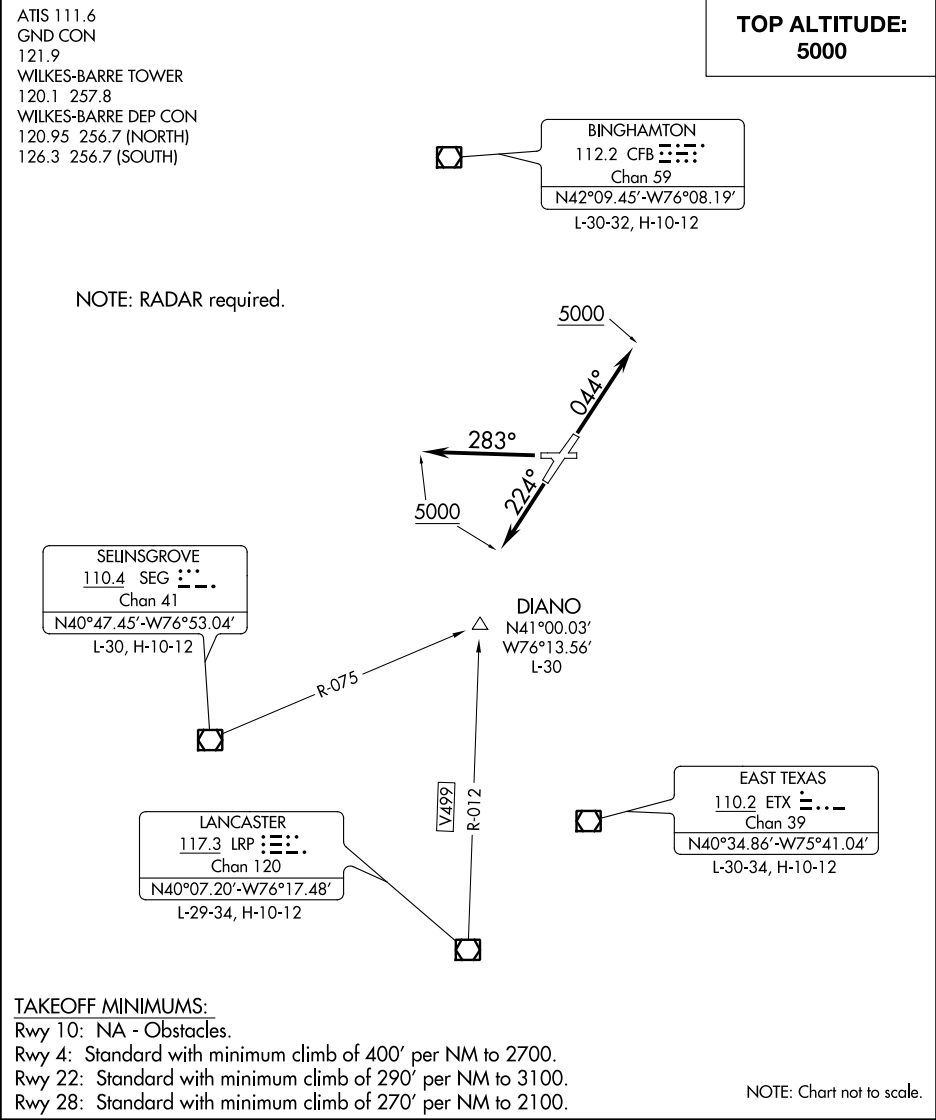 ATIS 111.6
GND CON
121.9
WILKES-BARRE TOWER
120.1 257.8
WILKES-BARRE DEP CON
120.95 256.7 (NORTH)
126.3 256.7 (SOUTH)
TOP ALTITUDE:
5000
BINGHAMTON
112.2 CFB
Chan 59
N42°09.45'-W76°08.19'
L-30-32, H-10-12
NOTE: RADAR required.
5000
044°
283°
224°
5000
SELINSGROVE
110.4 SEG
Chan 41
N40°47.45'-W76°53.04'
L-30, H-10-12
DIANO
N41°00.03'
W76°13.56'
L-30
R-075
V499
R-012
EAST TEXAS
110.2 ETX
Chan 39
N40°34.86'-W75°41.04'
L-30-34, H-10-12
LANCASTER
117.3 LRP
Chan 120
N40°07.20'-W76°17.48'
L-29-34, H-10-12
TAKEOFF MINIMUMS:
Rwy 10: NA - Obstacles.
Rwy 4: Standard with minimum climb of 400' per NM to 2700.
Rwy 22: Standard with minimum climb of 290' per NM to 3100.
Rwy 28: Standard with minimum climb of 270' per NM to 2100.
NOTE: Chart not to scale.